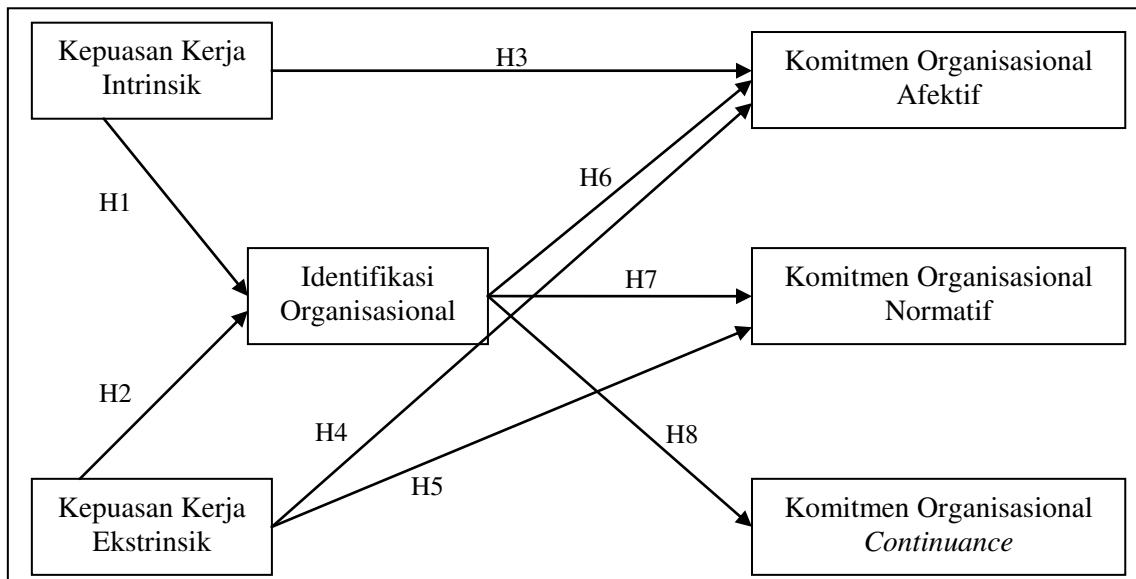 Kepuasan Kerja
Intrinsik
H3
Komitmen Organisasional
Afektif
H6
H1
Identifikasi
Organisasional
H7
Komitmen Organisasional
Normatif
H2
H4
H8
H5
Kepuasan Kerja
Ekstrinsik
Komitmen Organisasional
Continuance